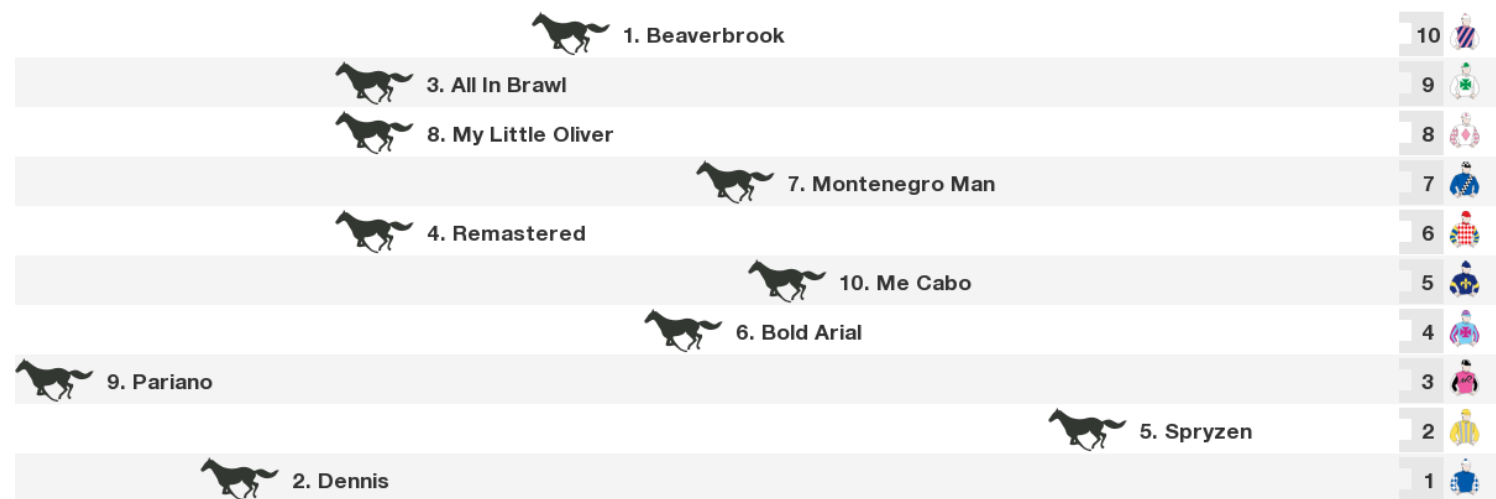 1. Beaverbrook 10
3. All In Brawl 9
8. My Little Oliver 8
7. Montenegro Man 7
4. Remastered 6
10. Me Cabo 5
6. Bold Arial 4
9. Pariano 3
5. Spryzen 2
2. Dennis 1